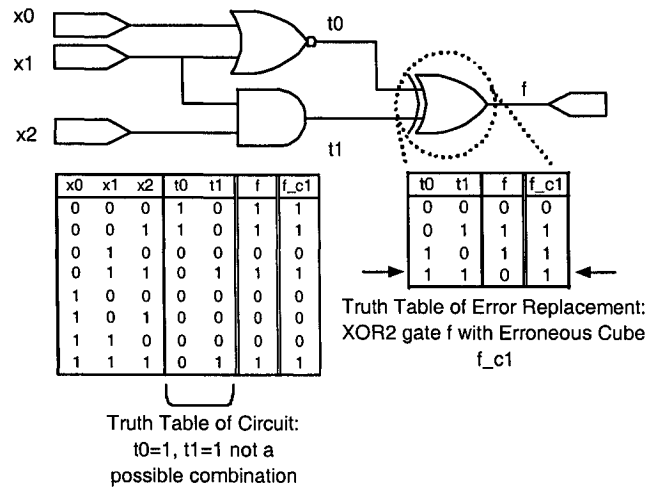 x0
t0
x1
f
x2
t1
x0 x1 x2 t0 t1 f f_c1
0 0 0 1 0 1 1
0 0 1 1 0 1 1
0 1 0 0 0 0 0
0 1 1 0 1 1 1
1 0 0 0 0 0 0
1 0 1 0 0 0 0
1 1 0 0 0 0 0
1 1 1 0 1 1 1
t0 t1 f f_c1
0 0 0 0
0 1 1 1
1 0 1 1
1 1 0 1
Truth Table of Error Replacement:
XOR2 gate f with Erroneous Cube
f_c1
Truth Table of Circuit:
t0=1, t1=1 not a
possible combination